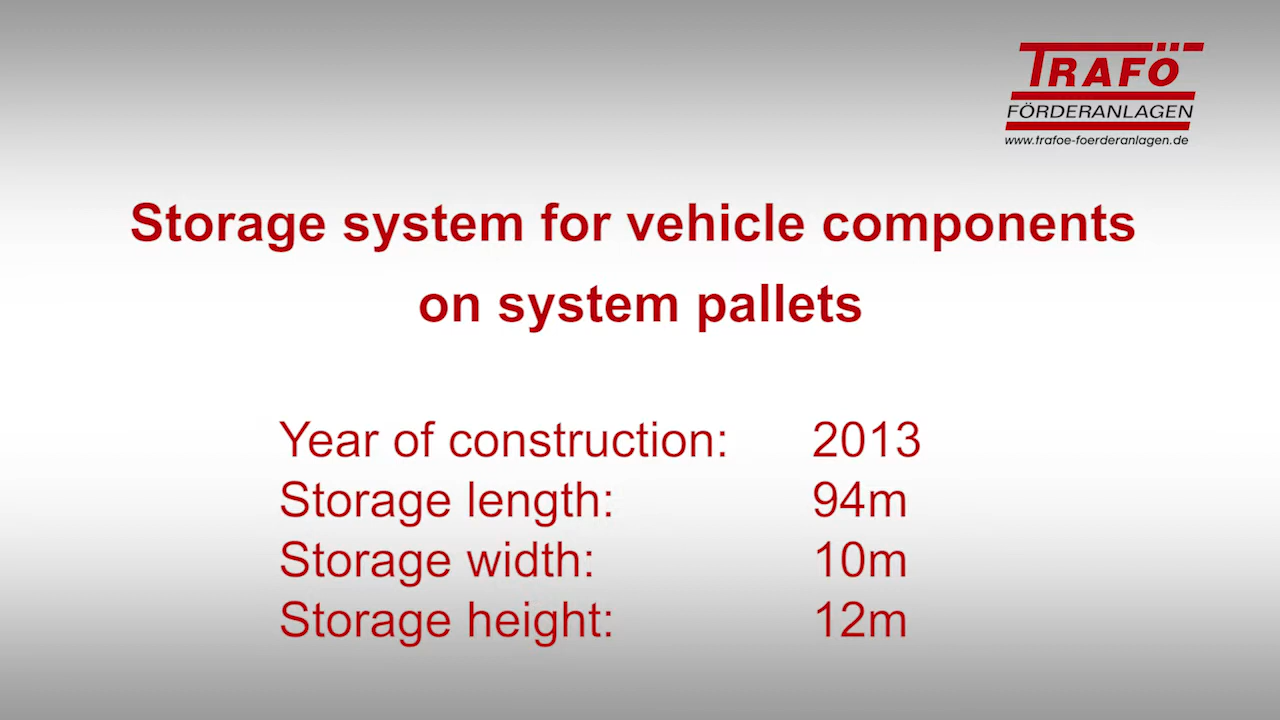 TRAFÖ
FÖRDERANLAGEN
www.trafoe-foerderanlagen.de
Storage system for vehicle components
on system pallets
Year of construction: 2013
Storage length: 94m
Storage width: 10m
Storage height: 12m